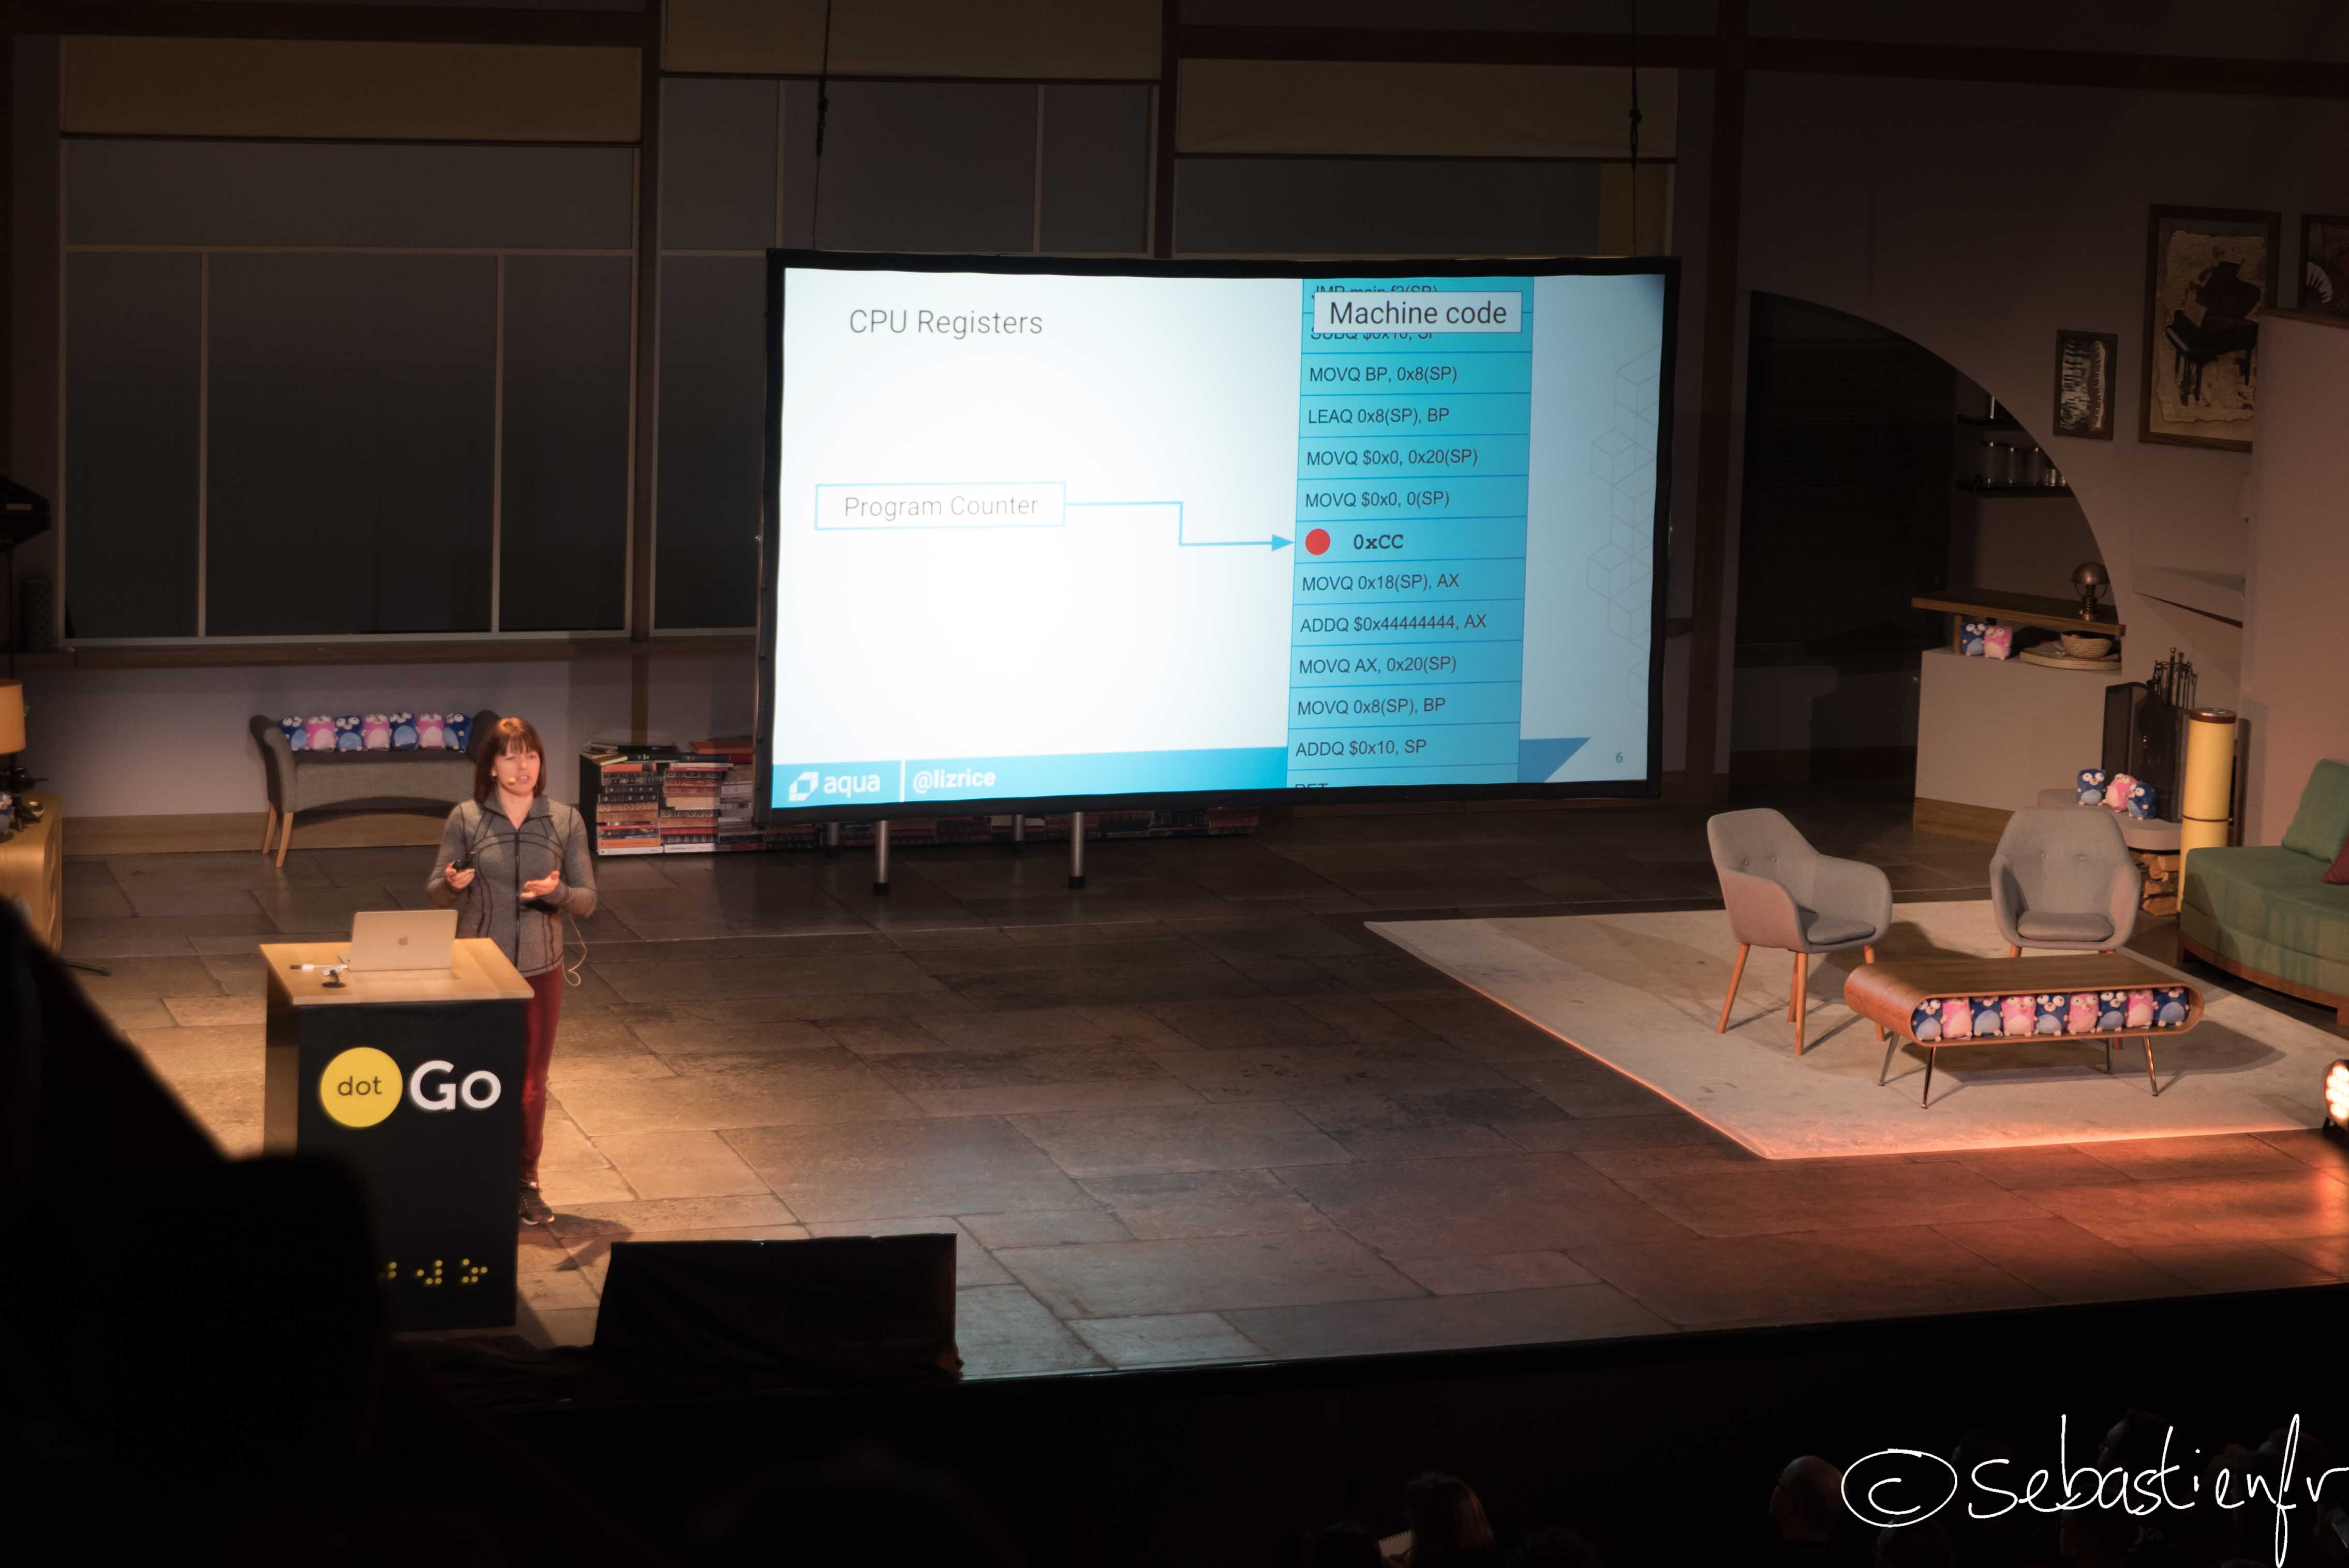 CPU Registers
Machine code
MOVQ BP, 0x8(SP)
LEAQ 0x8(SP), BP
MOVQ $0x0, 0x20(SP)
MOVQ $0x0, 0(SP)
Program Counter
0xCC
MOVQ 0x18(SP), AX
ADDQ $0x44444444, AX
MOVQ AX, 0x20(SP)
MOVQ 0x8(SP), BP
ADDQ $0x10, SP
aqua
@lizrice
6
dot Go
©sebastienfr